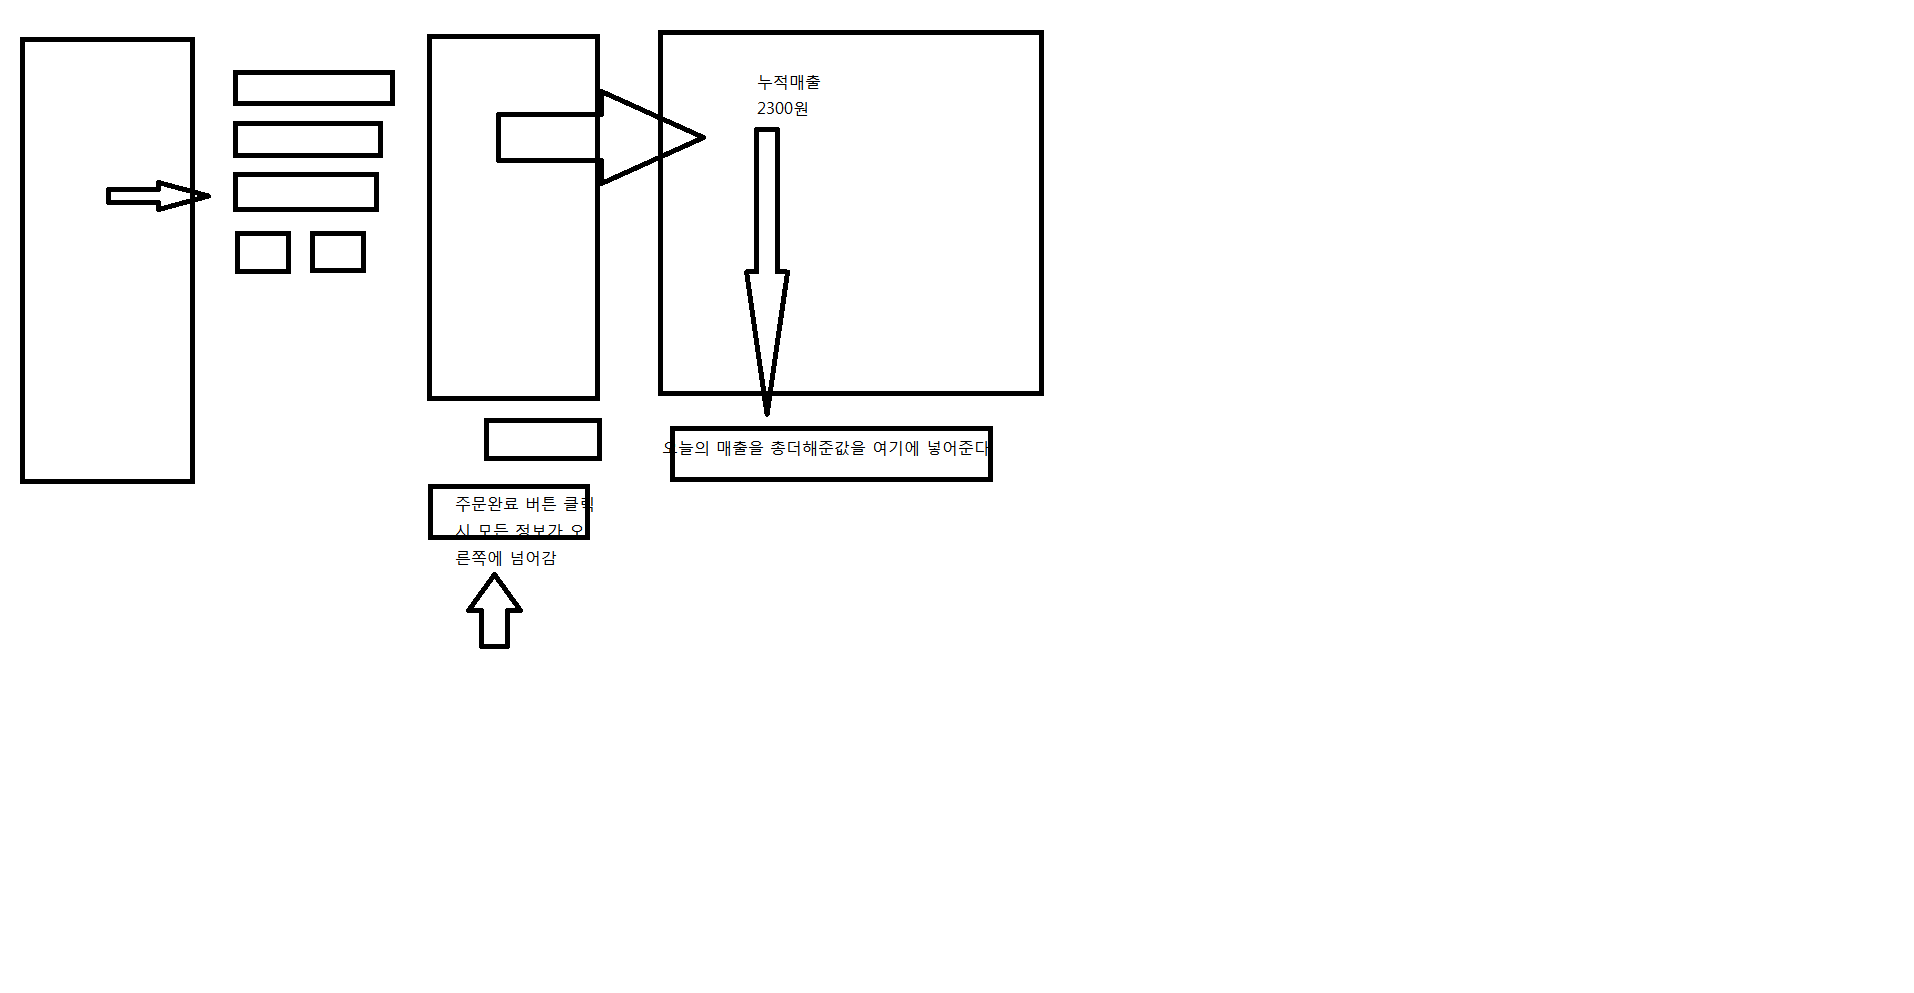 누적매출
2300원
오늘의 매출을 총더해준값을 여기에 넣어준다
주문완료 버튼 클릭
시 모든 정보가 오
른쪽에 넘어감